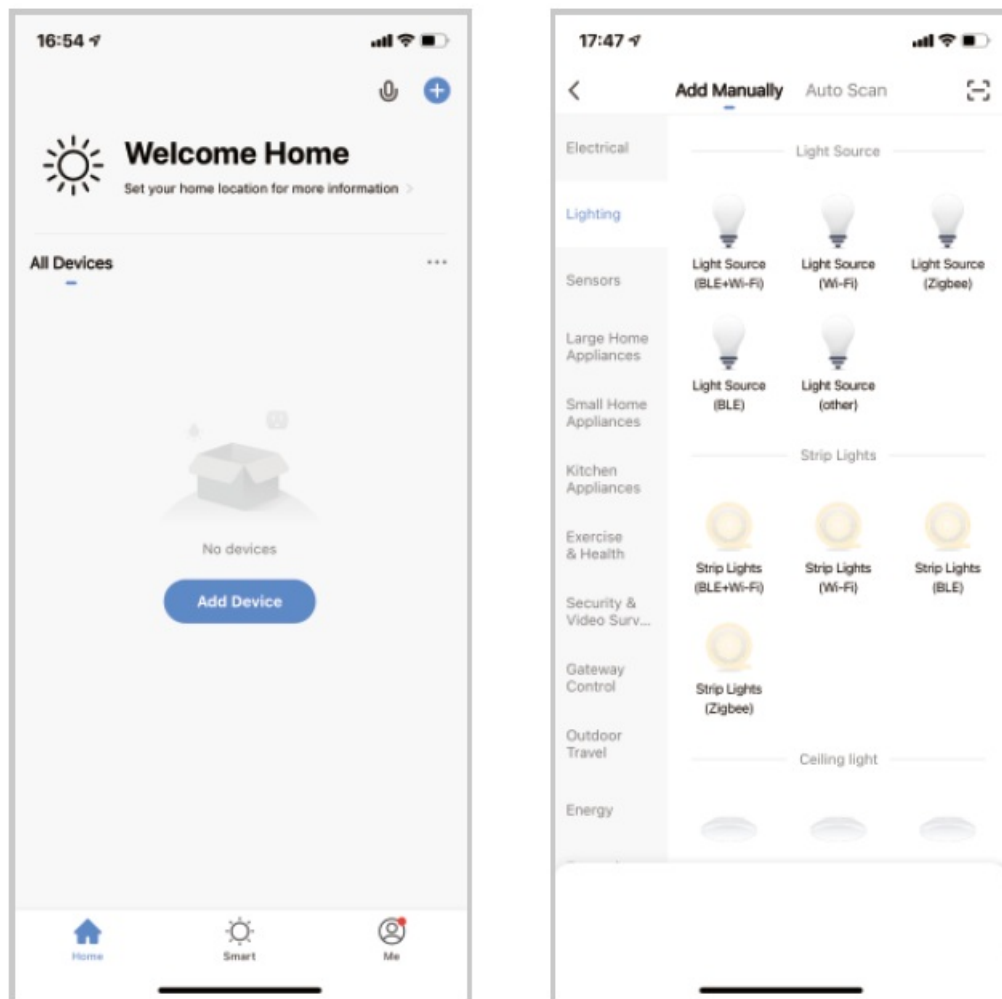 16:54
Welcome Home
Set your home location for more information >
All Devices
...
No devices
Add Device
Home
Smart
Me
17:47
Add Manually Auto Scan
Electrical
Lighting
Sensors
Large Home
Appliances
Small Home
Appliances
Kitchen
Appliances
Exercise
& Health
Security &
Video Surv...
Gateway
Control
Outdoor
Travel
Energy
Light Source
Light Source Light Source Light Source
(BLE+Wi-Fi) (Wi-Fi) (Zigbee)
Light Source Light Source
(BLE) (other)
Strip Lights
Strip Lights Strip Lights Strip Lights
(BLE+Wi-Fi) (Wi-Fi) (BLE)
Strip Lights
(Zigbee)
Ceiling light